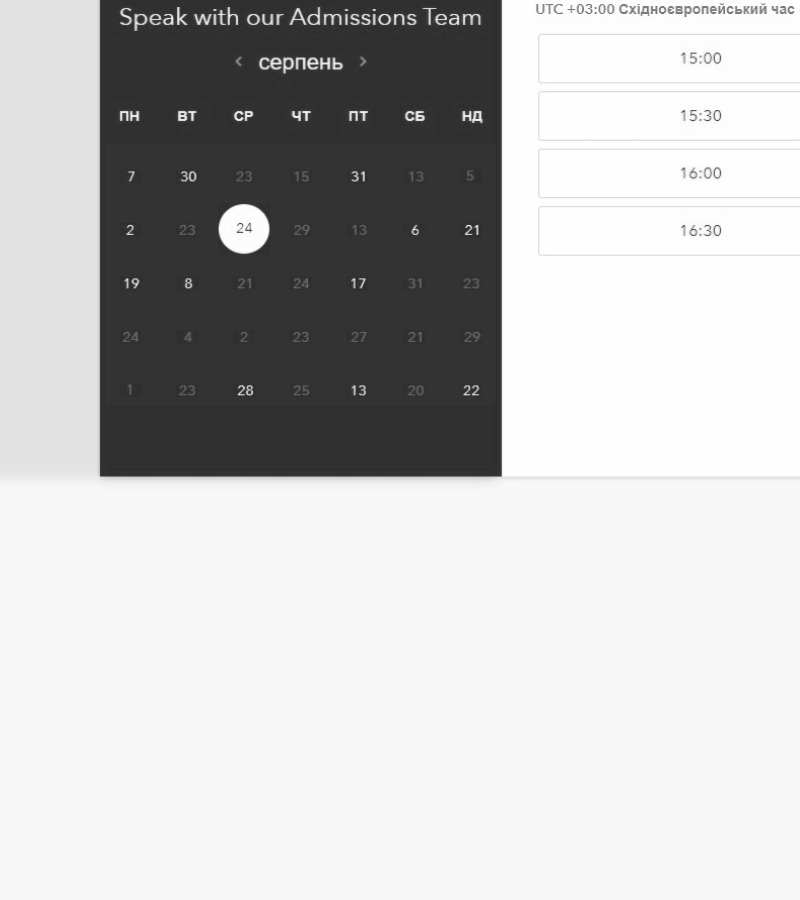 Speak with our Admissions Team
‹ серпень ›
ПН ВТ СР ЧТ ПТ СБ НД
7 30 23 15 31 13 5
2 23 24 29 13 6 21
19 8 21 24 17 31 23
24 4 2 23 27 21 29
1 23 28 25 13 20 22
UTC +03:00 Східноєвропейський час
15:00
15:30
16:00
16:30